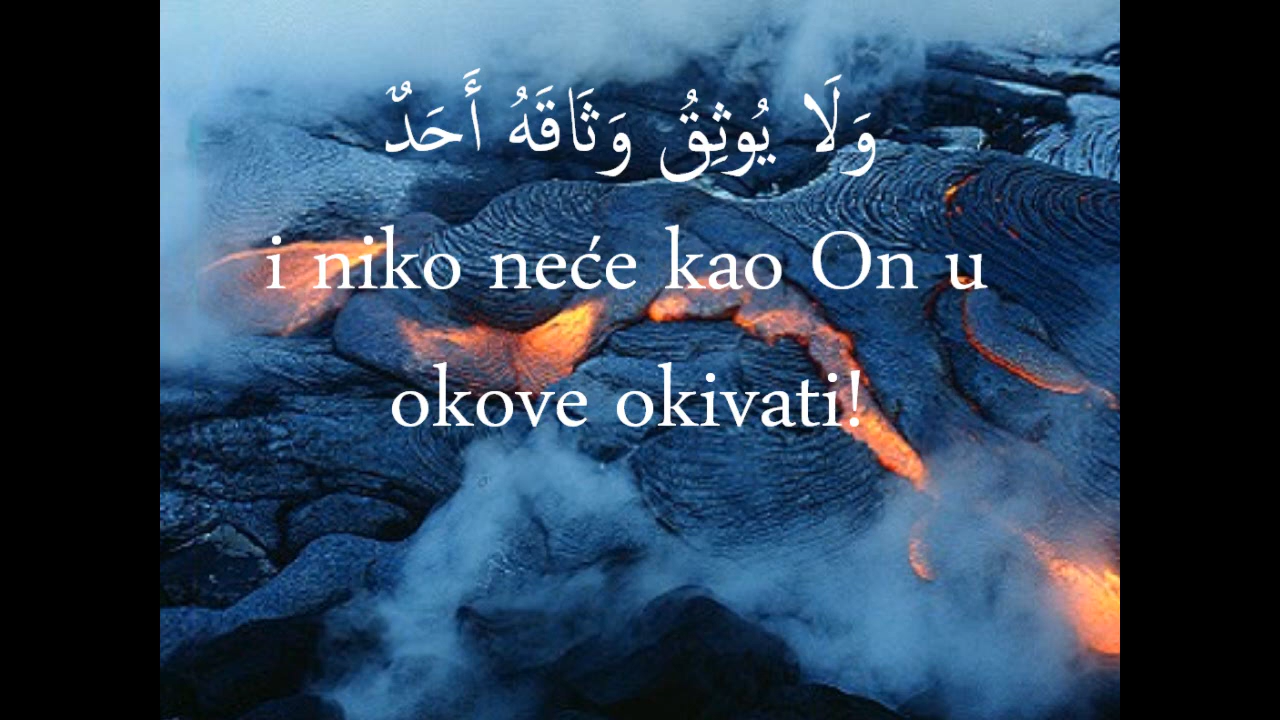 وَلَا يُوثِقُ وَثَاقَهُ أَحَدٌ
i niko neće kao On u
okove okivati!